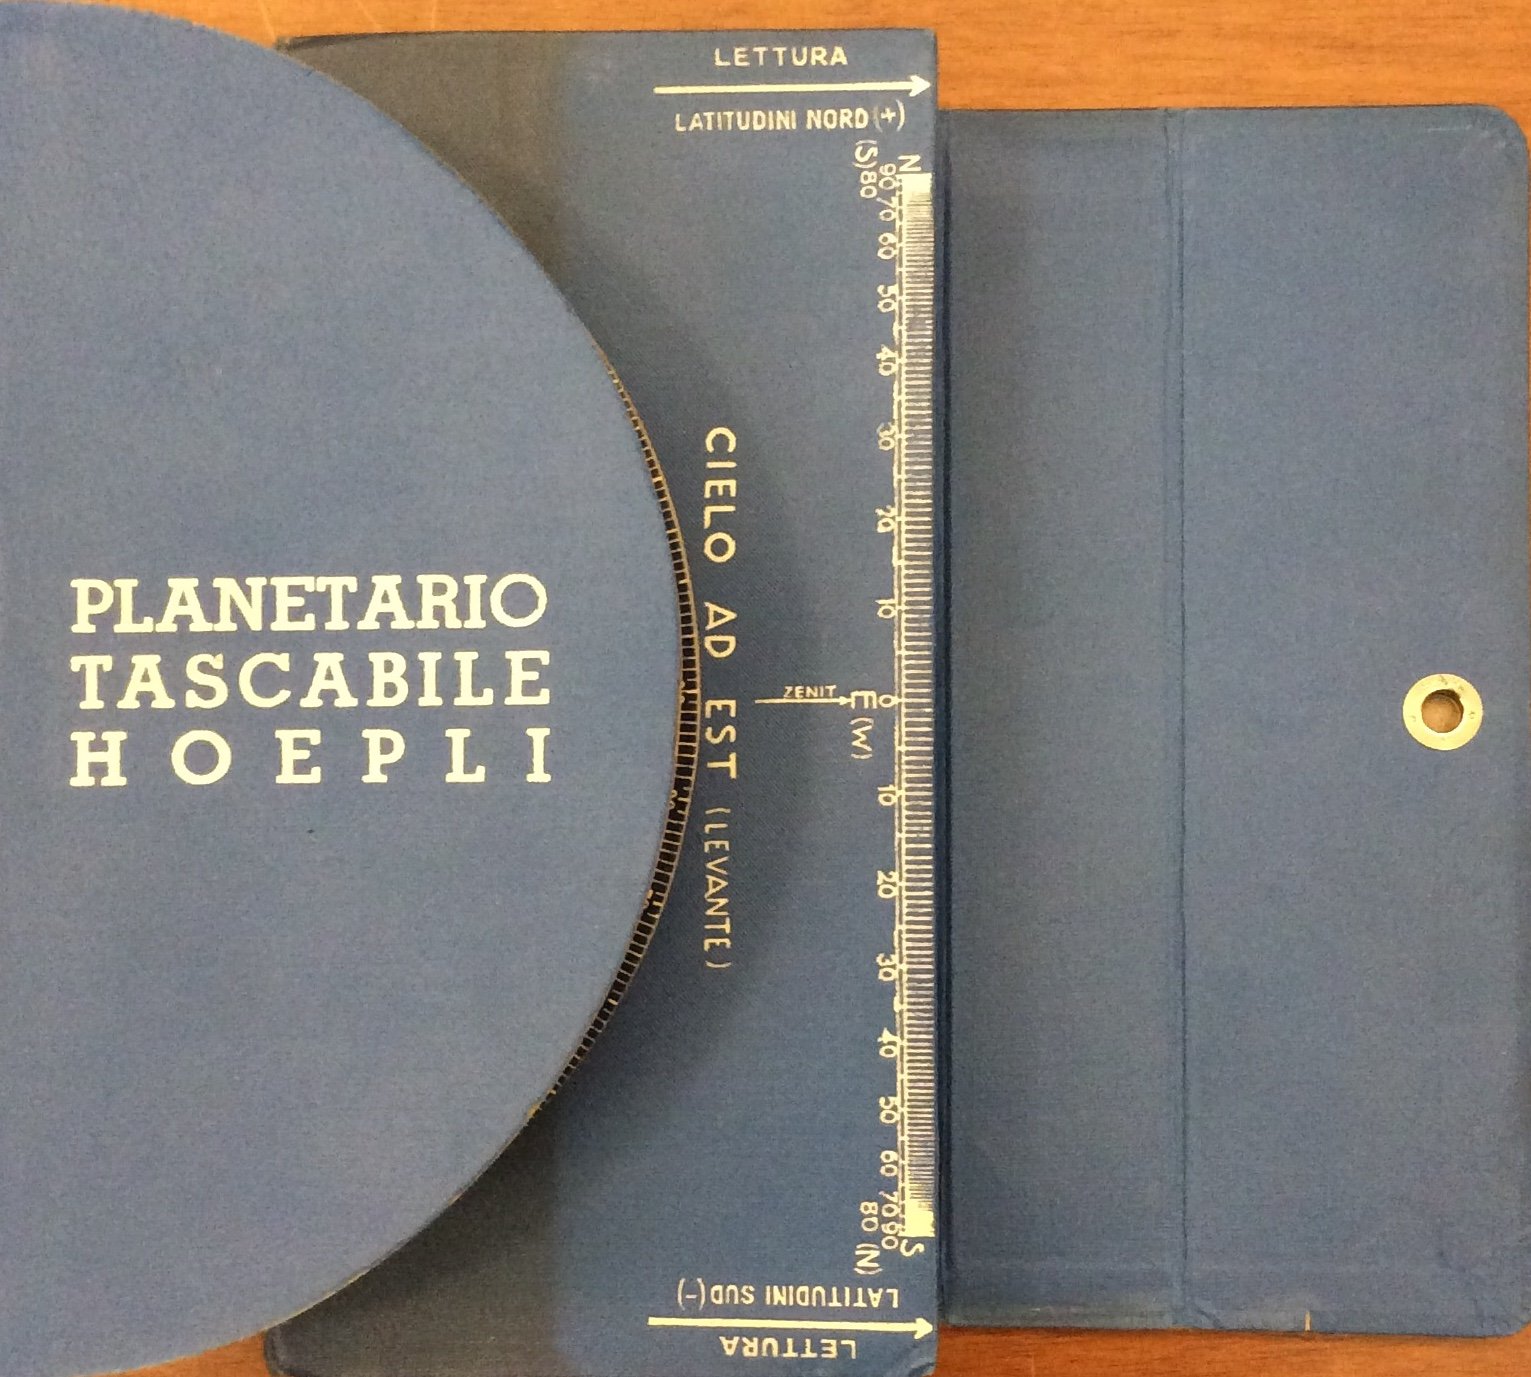 PLANETARIO
TASCABILE
HOEPLI
LETTURA
LATITUDINI NORD (+)
CIELO AD EST (LEVANTE)
ZENIT
E (W)
N
(S)
90 80 70 60 50 40 30 20 10 0 10 20 30 40 50 60 70 80 90
S
(N)
LATITUDINI SUD (-)
LETTURA